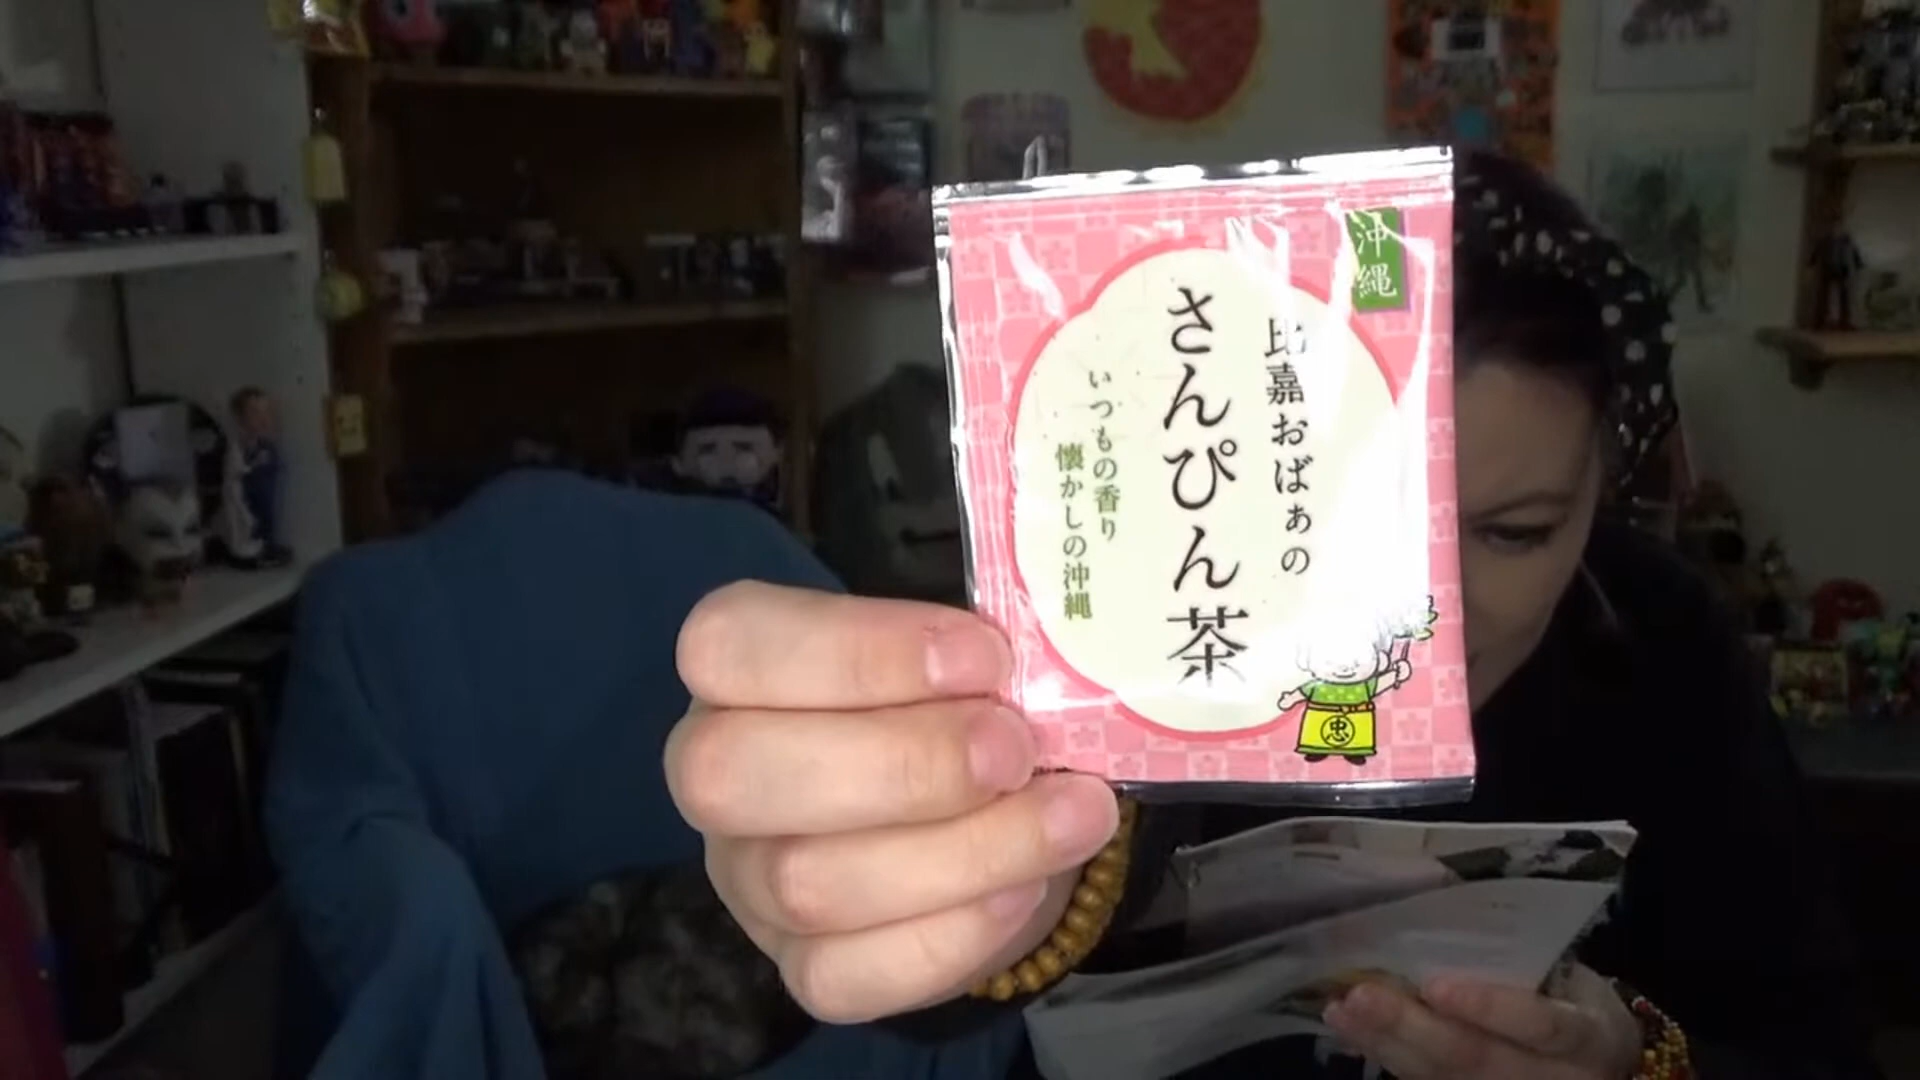 沖縄
比嘉おばぁの
さんぴん茶
いつもの香り
懐かしの沖縄
忠